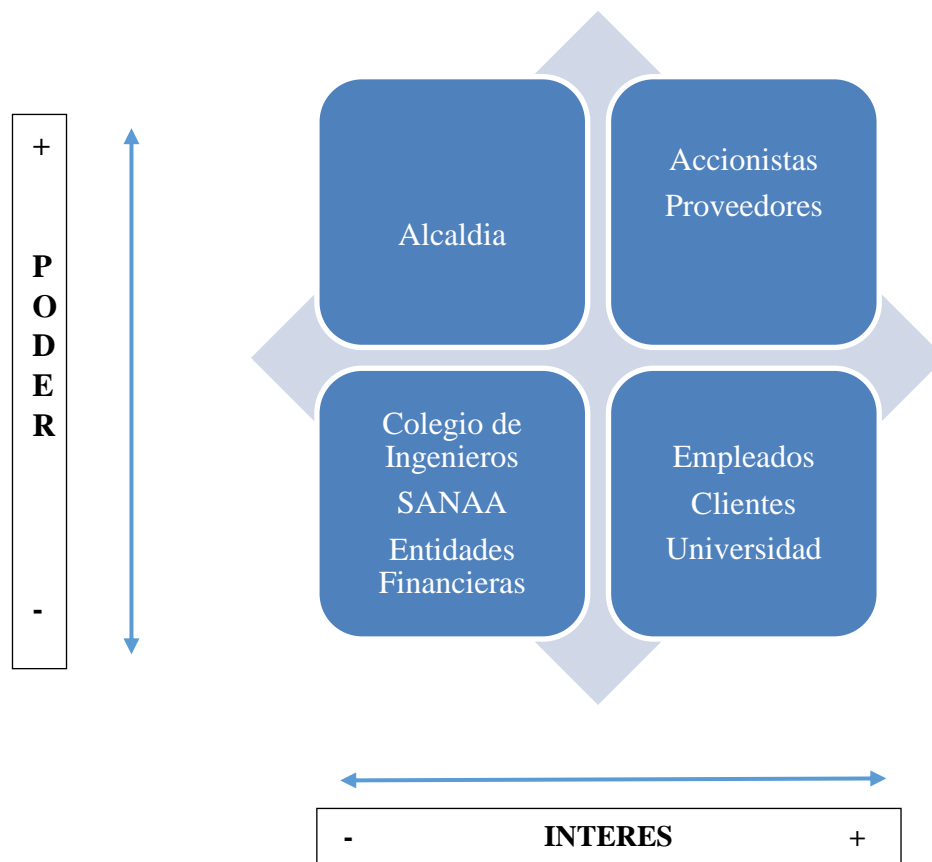 +
P
O
D
E
R
-
Alcaldia
Accionistas
Proveedores
Colegio de
Ingenieros
SANAA
Entidades
Financieras
Empleados
Clientes
Universidad
- INTERES +